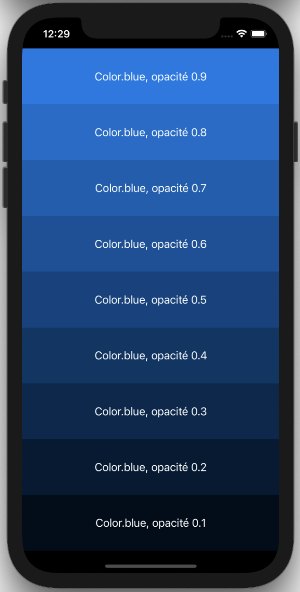 12:29
Color.blue, opacité 0.9
Color.blue, opacité 0.8
Color.blue, opacité 0.7
Color.blue, opacité 0.6
Color.blue, opacité 0.5
Color.blue, opacité 0.4
Color.blue, opacité 0.3
Color.blue, opacité 0.2
Color.blue, opacité 0.1